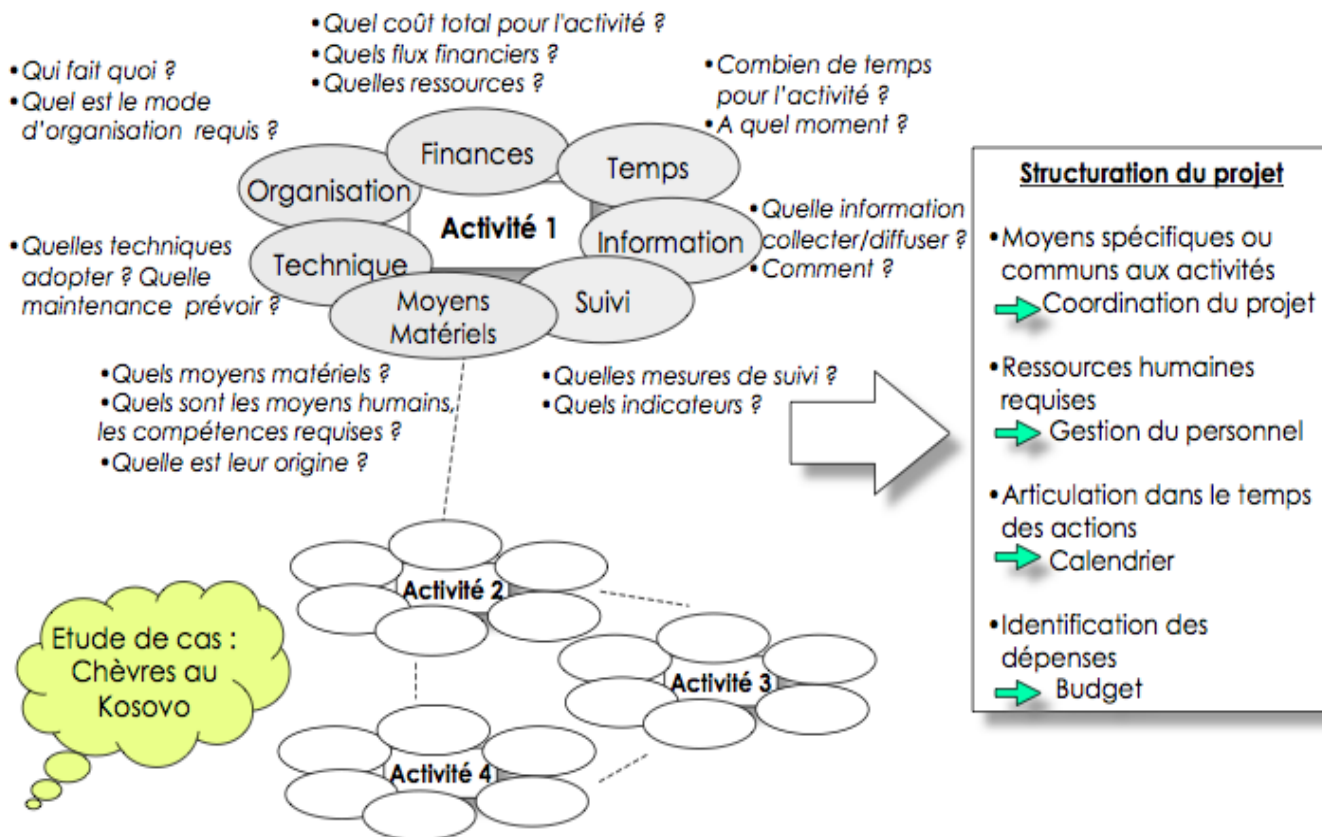 •Quel coût total pour l'activité ?
•Quels flux financiers ?
•Quelles ressources ?
•Qui fait quoi ?
•Quel est le mode
d'organisation requis ?
•Combien de temps
pour l'activité ?
•A quel moment ?
Finances
Temps
Organisation
Activité 1
Information
Technique
Moyens
Matériels
Suivi
•Quelle information
collecter/diffuser ?
•Comment ?
•Quelles techniques
adopter ? Quelle
maintenance prévoir ?
•Quels moyens matériels ?
•Quels sont les moyens humains,
les compétences requises ?
•Quelle est leur origine ?
•Quelles mesures de suivi ?
•Quels indicateurs ?
Structuration du projet
•Moyens spécifiques ou
communs aux activités
Coordination du projet
•Ressources humaines
requises
Gestion du personnel
•Articulation dans le temps
des actions
Calendrier
•Identification des
dépenses
Budget
Activité 2
Activité 3
Activité 4
Etude de cas :
Chèvres au
Kosovo